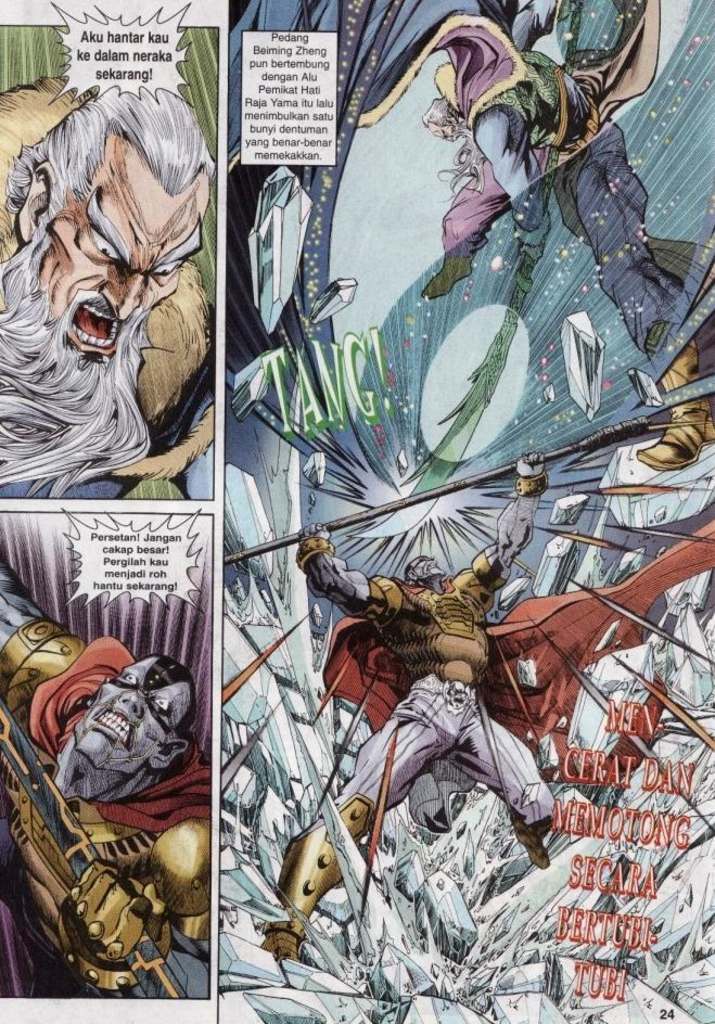 Aku hantar kau
ke dalam neraka
sekarang!
Persetan! Jangan
cakap besar!
Pergilah kau
menjadi roh
hantu sekarang!
Pedang
Beiming Zheng
pun bertembung
dengan Alu
Pemikat Hati
Raja Yama itu lalu
menimbulkan satu
bunyi dentuman
yang benar-benar
memekakkan.
TANG!
MEN-
CERAT DAN
MEMOTONG
SECARA
BERTUBI-
TUBI
24